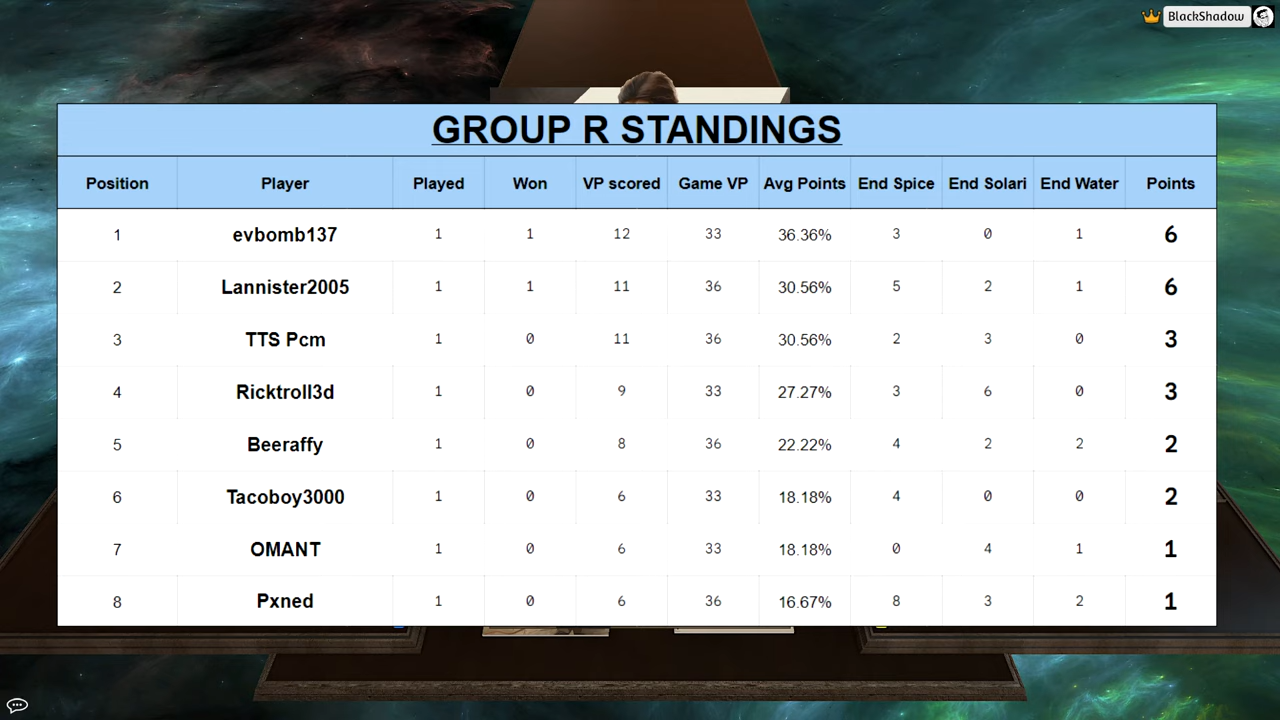 BlackShadow
GROUP R STANDINGS
Position Player Played Won VP scored Game VP Avg Points End Spice End Solari End Water Points
1 evbomb137 1 1 12 33 36.36% 3 0 1 6
2 Lannister2005 1 1 11 36 30.56% 5 2 1 6
3 TTS Pcm 1 0 11 36 30.56% 2 3 0 3
4 Ricktroll3d 1 0 9 33 27.27% 3 6 0 3
5 Beeraffy 1 0 8 36 22.22% 4 2 2 2
6 Tacoboy3000 1 0 6 33 18.18% 4 0 0 2
7 OMANT 1 0 6 33 18.18% 0 4 1 1
8 Pxned 1 0 6 36 16.67% 8 3 2 1